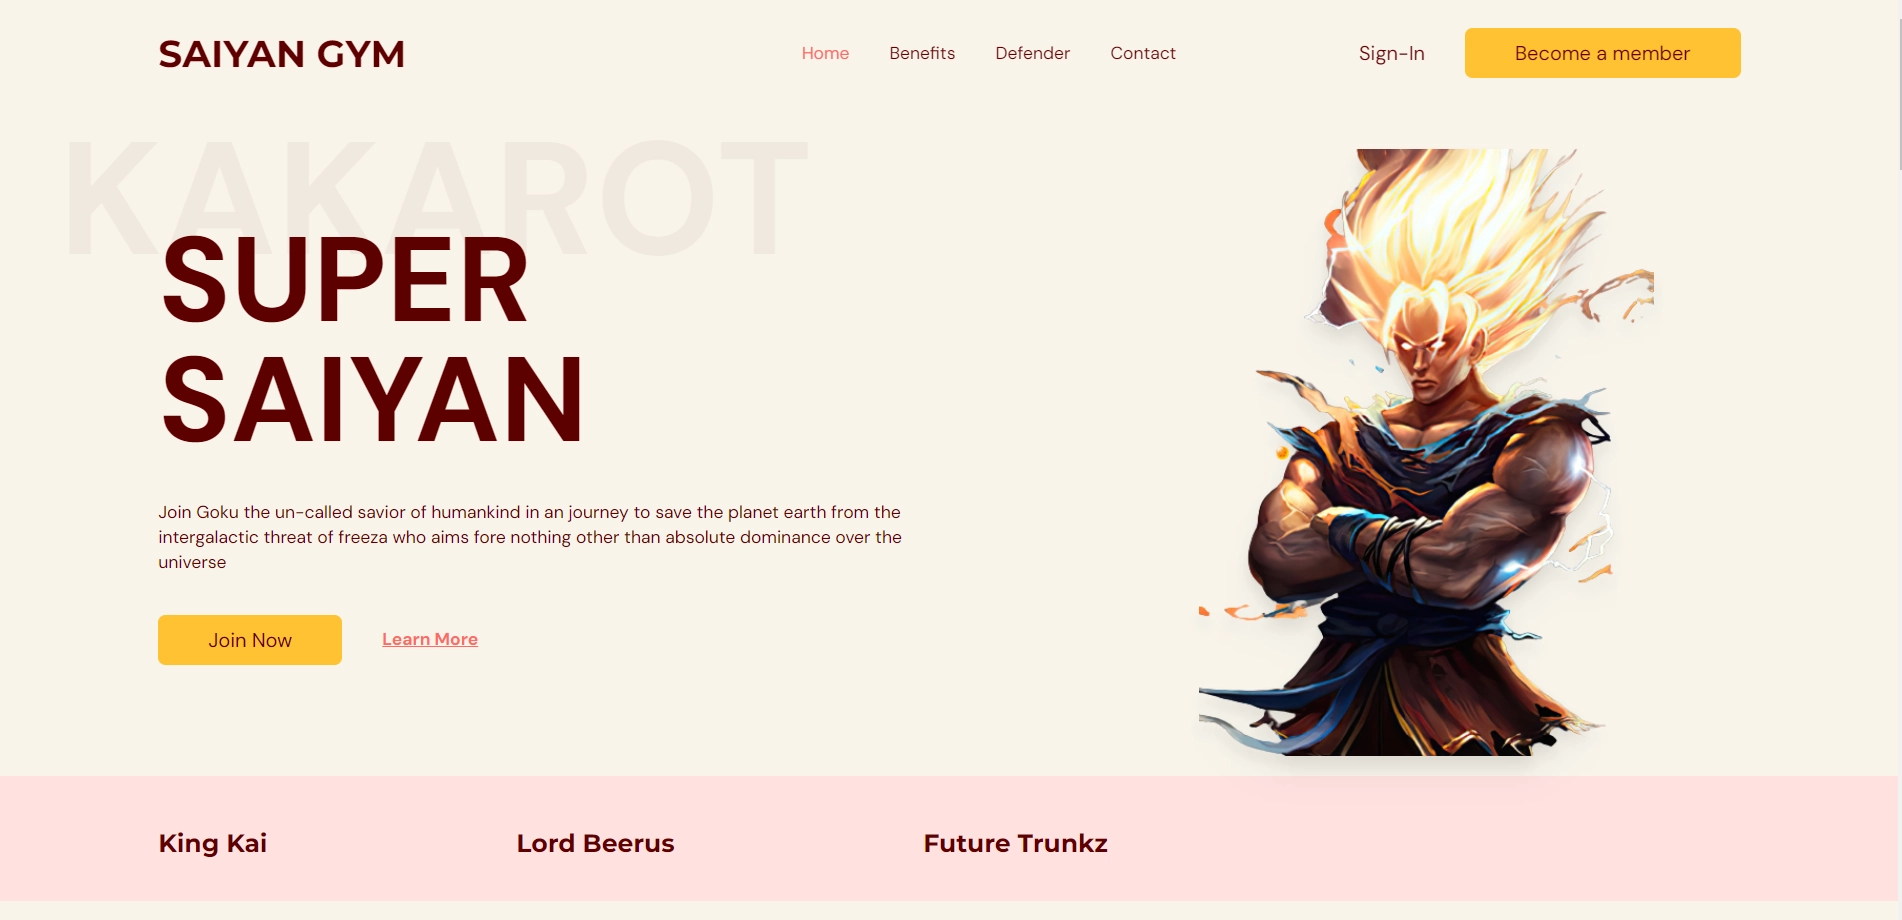 SAIYAN GYM
Home Benefits Defender Contact
Sign-In Become a member
KAKAROT
SUPER
SAIYAN
Join Goku the un-called savior of humankind in an journey to save the planet earth from the
intergalactic threat of freeza who aims fore nothing other than absolute dominance over the
universe
Join Now Learn More
King Kai Lord Beerus Future Trunkz